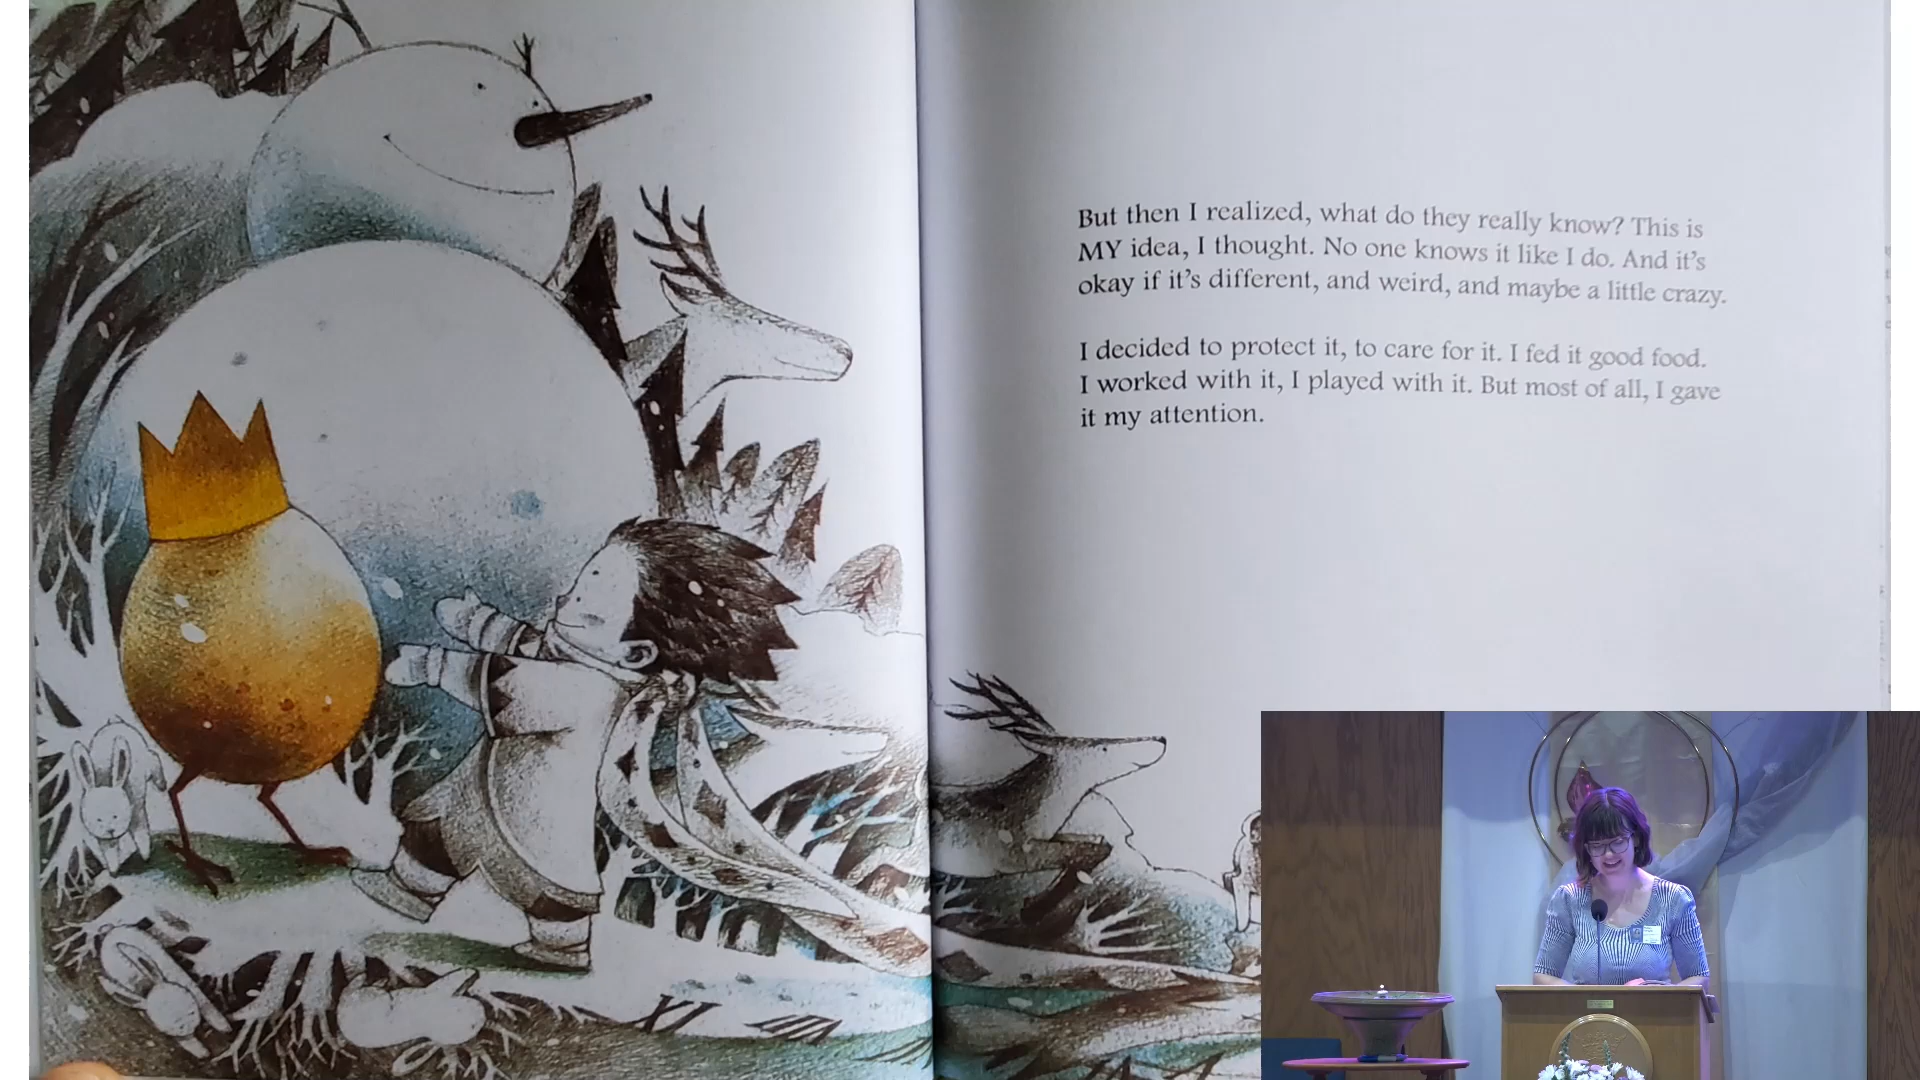 But then I realized, what do they really know? This is
MY idea, I thought. No one knows it like I do. And it's
okay if it's different, and weird, and maybe a little crazy.
I decided to protect it, to care for it. I fed it good food.
I worked with it, I played with it. But most of all, I gave
it my attention.